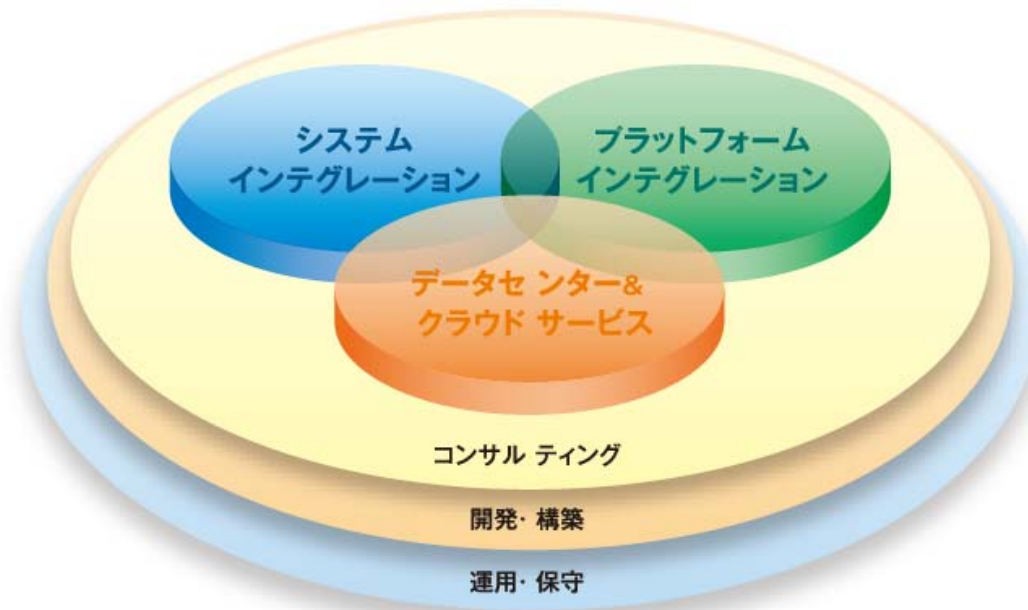 システム
インテグレーション
プラットフォーム
インテグレーション
データセ ンター&
クラウド サービス
コンサル ティング
開発・ 構築
運用・ 保守